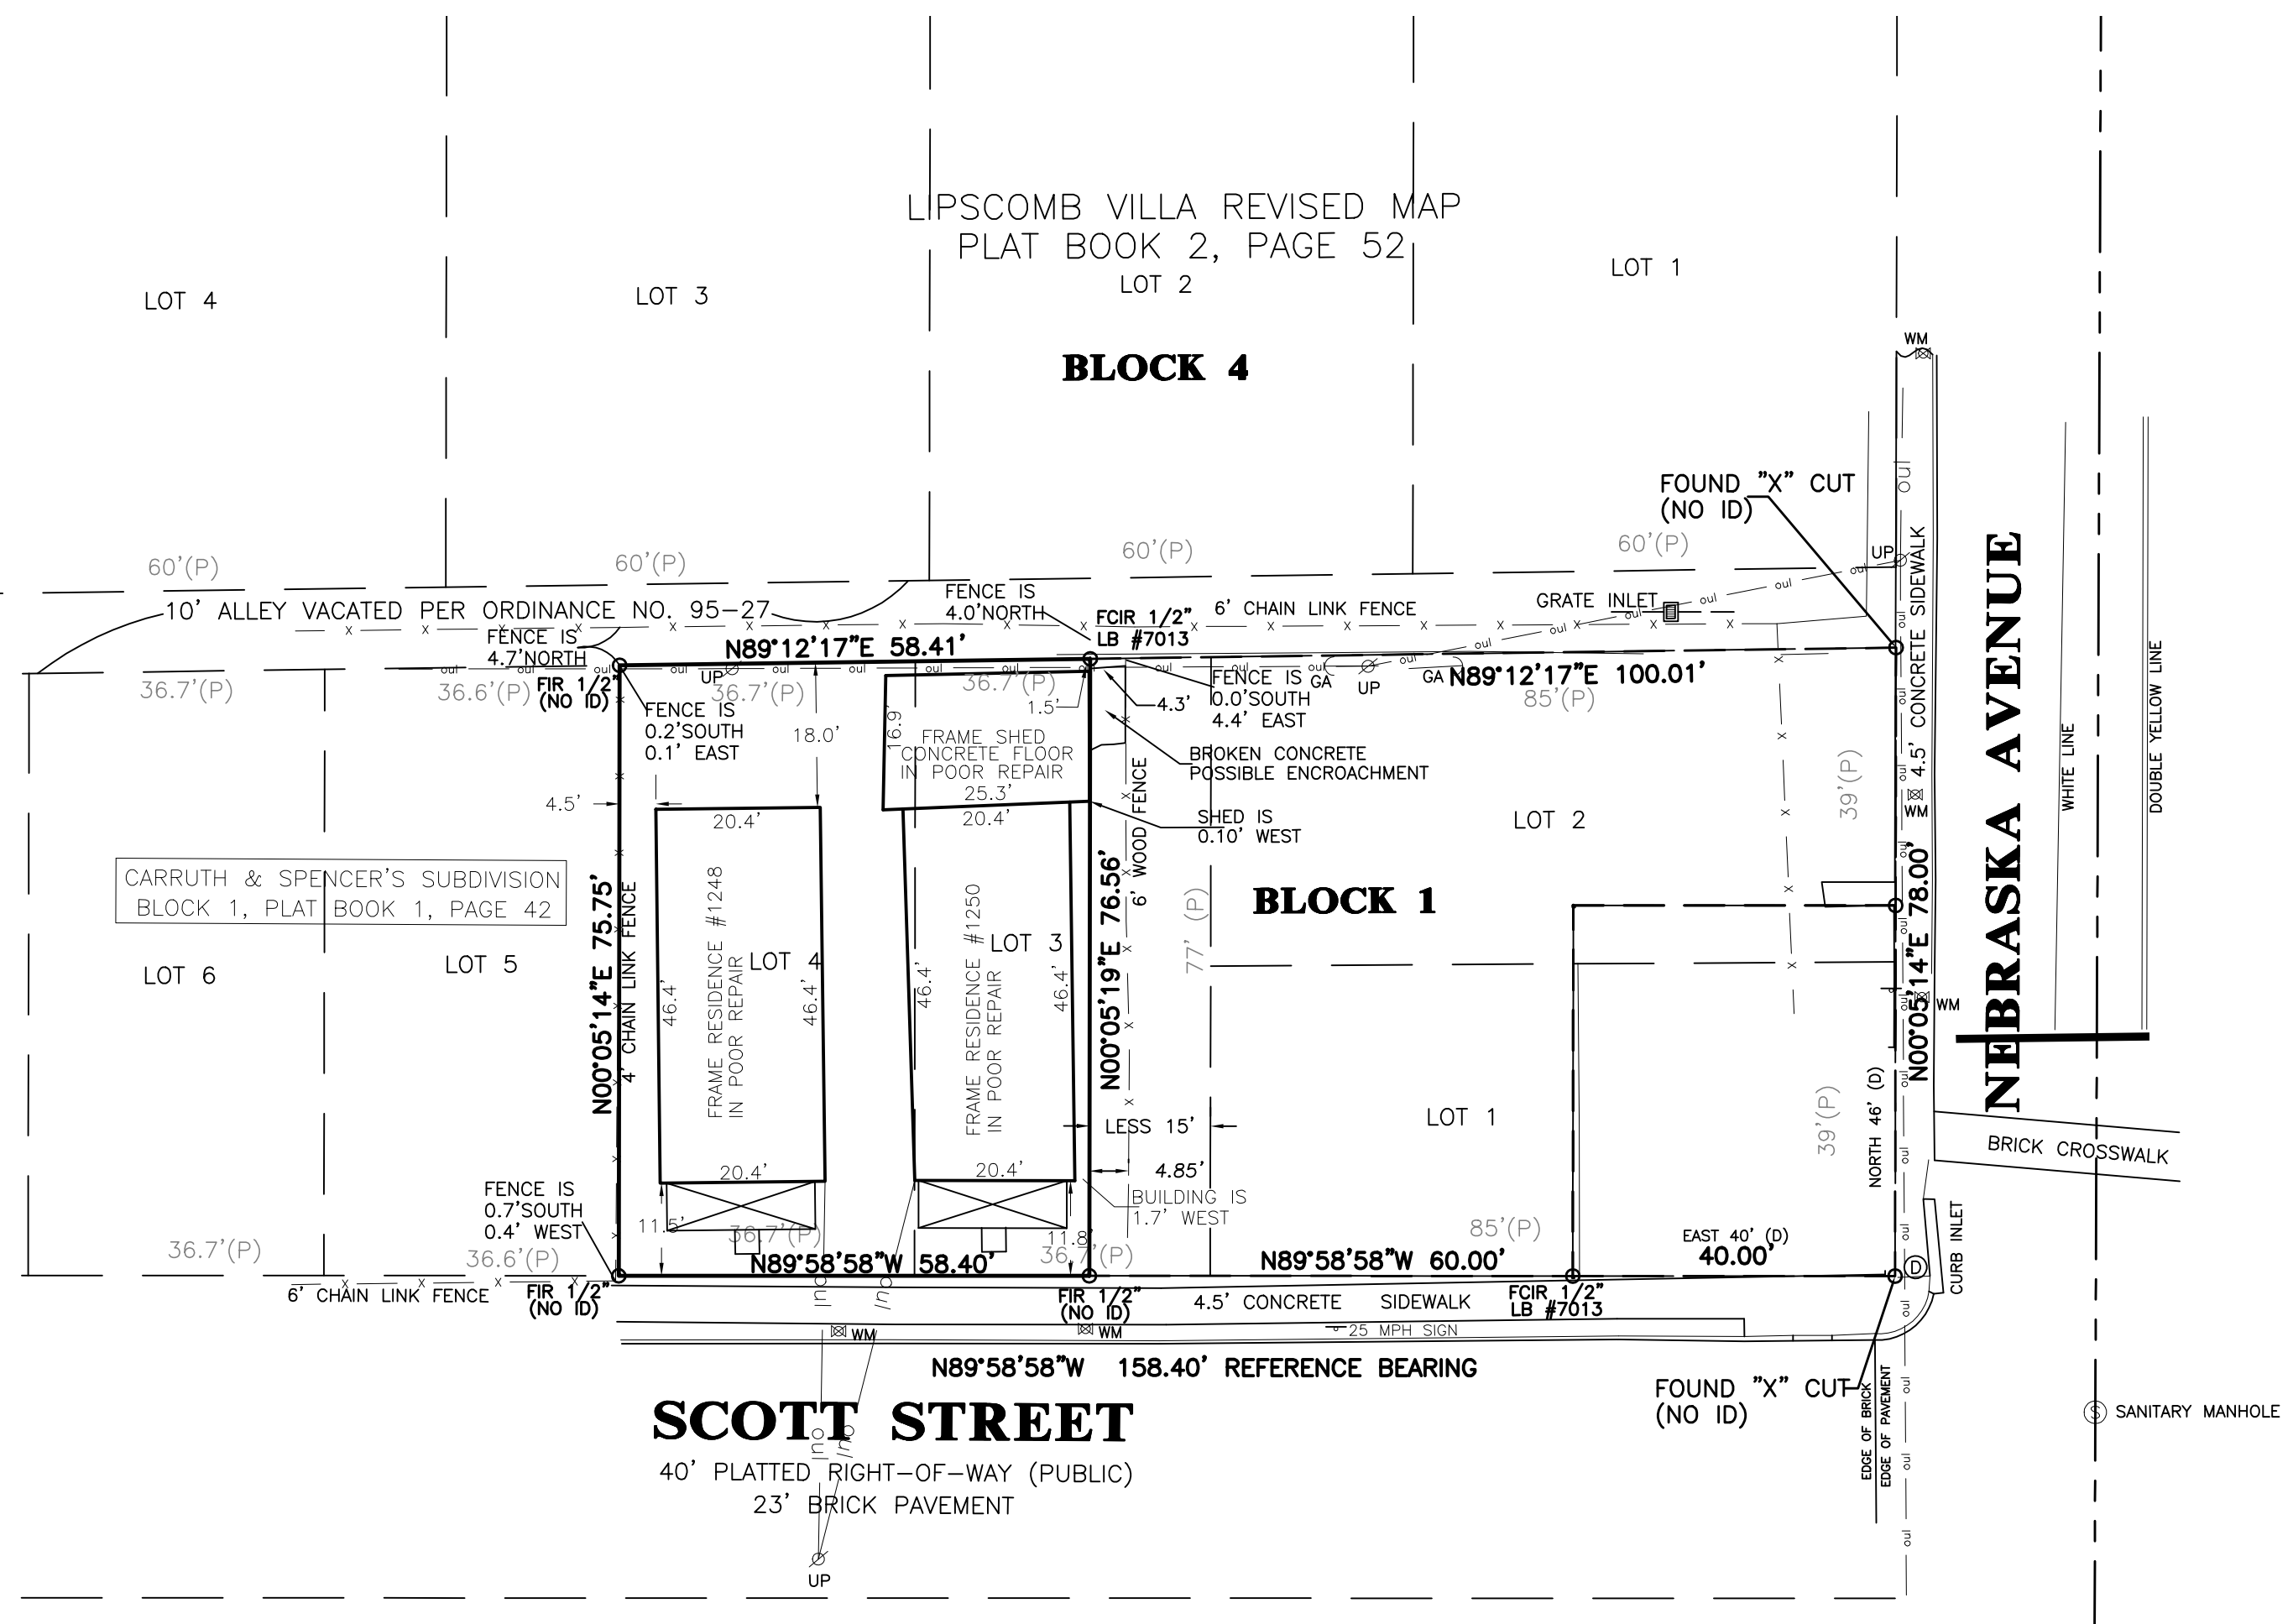 LIPSCOMB VILLA REVISED MAP
PLAT BOOK 2, PAGE 52
LOT 4
LOT 3
LOT 2
LOT 1
BLOCK 4
WM
FOUND "X" CUT
(NO ID)
oul
60'(P)
60'(P)
60'(P)
60'(P)
UP
10' ALLEY VACATED PER ORDINANCE NO. 95-27
FENCE IS
4.0'NORTH
FCIR 1/2"
LB #7013
6' CHAIN LINK FENCE
GRATE INLET
FENCE IS
4.7'NORTH
N89°12'17"E 58.41'
N89°12'17"E 100.01'
36.7'(P)
36.6'(P)
FIR 1/2"
(NO ID)
UP
36.7'(P)
36.7'(P)
1.5'
4.3'
FENCE IS
0.0'SOUTH
4.4' EAST
GA
UP
GA
85'(P)
FENCE IS
0.2'SOUTH
0.1' EAST
18.0'
16.9'
FRAME SHED
CONCRETE FLOOR
IN POOR REPAIR
25.3'
BROKEN CONCRETE
POSSIBLE ENCROACHMENT
SHED IS
0.10' WEST
4.5'
20.4'
20.4'
6' WOOD FENCE
LOT 2
39'(P)
WM
4.5' CONCRETE SIDEWALK
NEBRASKA AVENUE
WHITE LINE
DOUBLE YELLOW LINE
CARRUTH & SPENCER'S SUBDIVISION
BLOCK 1, PLAT BOOK 1, PAGE 42
BLOCK 1
LOT 6
LOT 5
LOT 4
LOT 3
N00°05'14"E 75.75'
4' CHAIN LINK FENCE
46.4'
FRAME RESIDENCE #1248
IN POOR REPAIR
46.4'
46.4'
FRAME RESIDENCE #1250
IN POOR REPAIR
46.4'
N00°05'19"E 76.56'
77' (P)
N00°05'14"E 78.00'
WM
LOT 1
LESS 15'
39'(P)
NORTH 46' (D)
BRICK CROSSWALK
20.4'
20.4'
4.85'
BUILDING IS
1.7' WEST
FENCE IS
0.7'SOUTH
0.4' WEST
11.5'
36.7'(P)
11.8'
36.7'(P)
85'(P)
EAST 40' (D)
40.00'
36.7'(P)
36.6'(P)
N89°58'58"W 58.40'
N89°58'58"W 60.00'
D
CURB INLET
6' CHAIN LINK FENCE
FIR 1/2"
(NO ID)
FIR 1/2"
(NO ID)
4.5' CONCRETE SIDEWALK
FCIR 1/2"
LB #7013
WM
WM
25 MPH SIGN
N89°58'58"W 158.40' REFERENCE BEARING
FOUND "X" CUT
(NO ID)
EDGE OF BRICK
EDGE OF PAVEMENT
SCOTT STREET
40' PLATTED RIGHT-OF-WAY (PUBLIC)
23' BRICK PAVEMENT
S SANITARY MANHOLE
UP